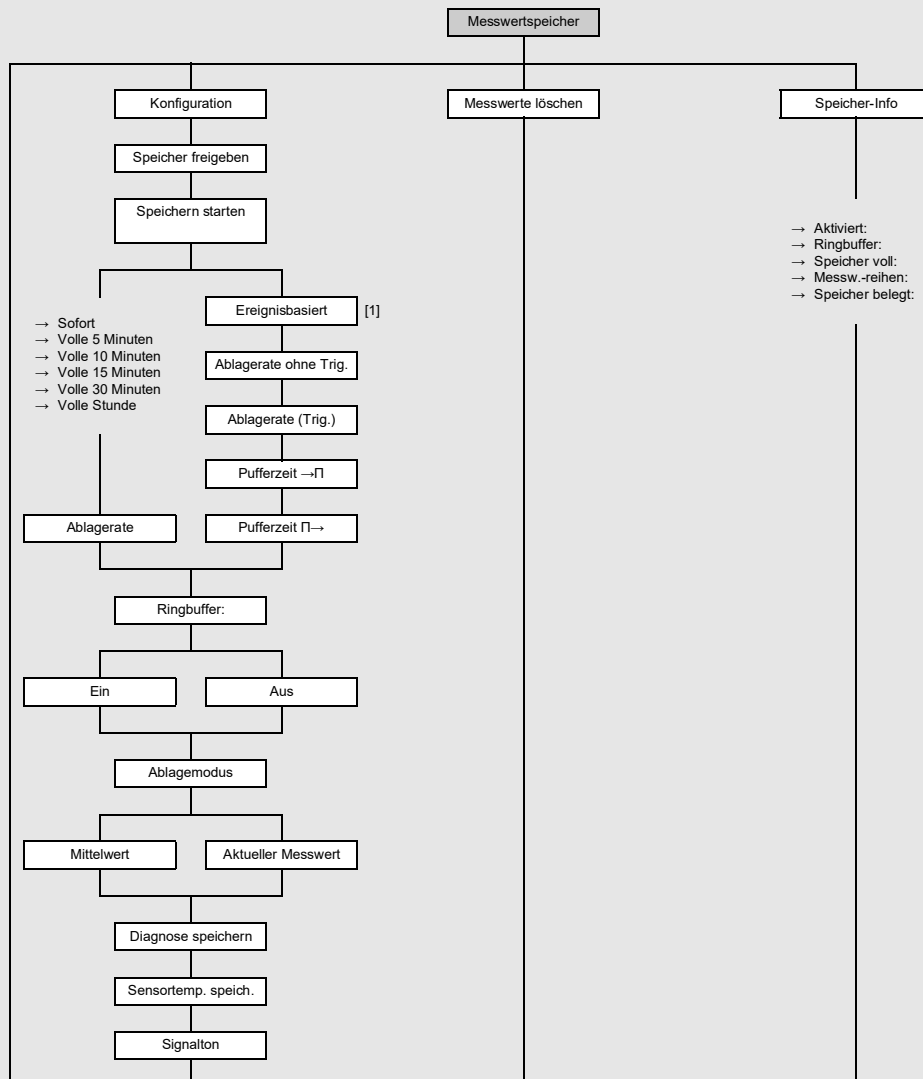 Messwertspeicher
Konfiguration
Messwerte löschen
Speicher-Info
Speicher freigeben
Speichern starten
→ Aktiviert:
→ Ringbuffer:
→ Speicher voll:
→ Messw.-reihen:
→ Speicher belegt:
→ Sofort
→ Volle 5 Minuten
→ Volle 10 Minuten
→ Volle 15 Minuten
→ Volle 30 Minuten
→ Volle Stunde
Ereignisbasiert [1]
Ablagerate ohne Trig.
Ablagerate (Trig.)
Pufferzeit →Π
Ablagerate
Pufferzeit Π→
Ringbuffer:
Ein
Aus
Ablagemodus
Mittelwert
Aktueller Messwert
Diagnose speichern
Sensortemp. speich.
Signalton